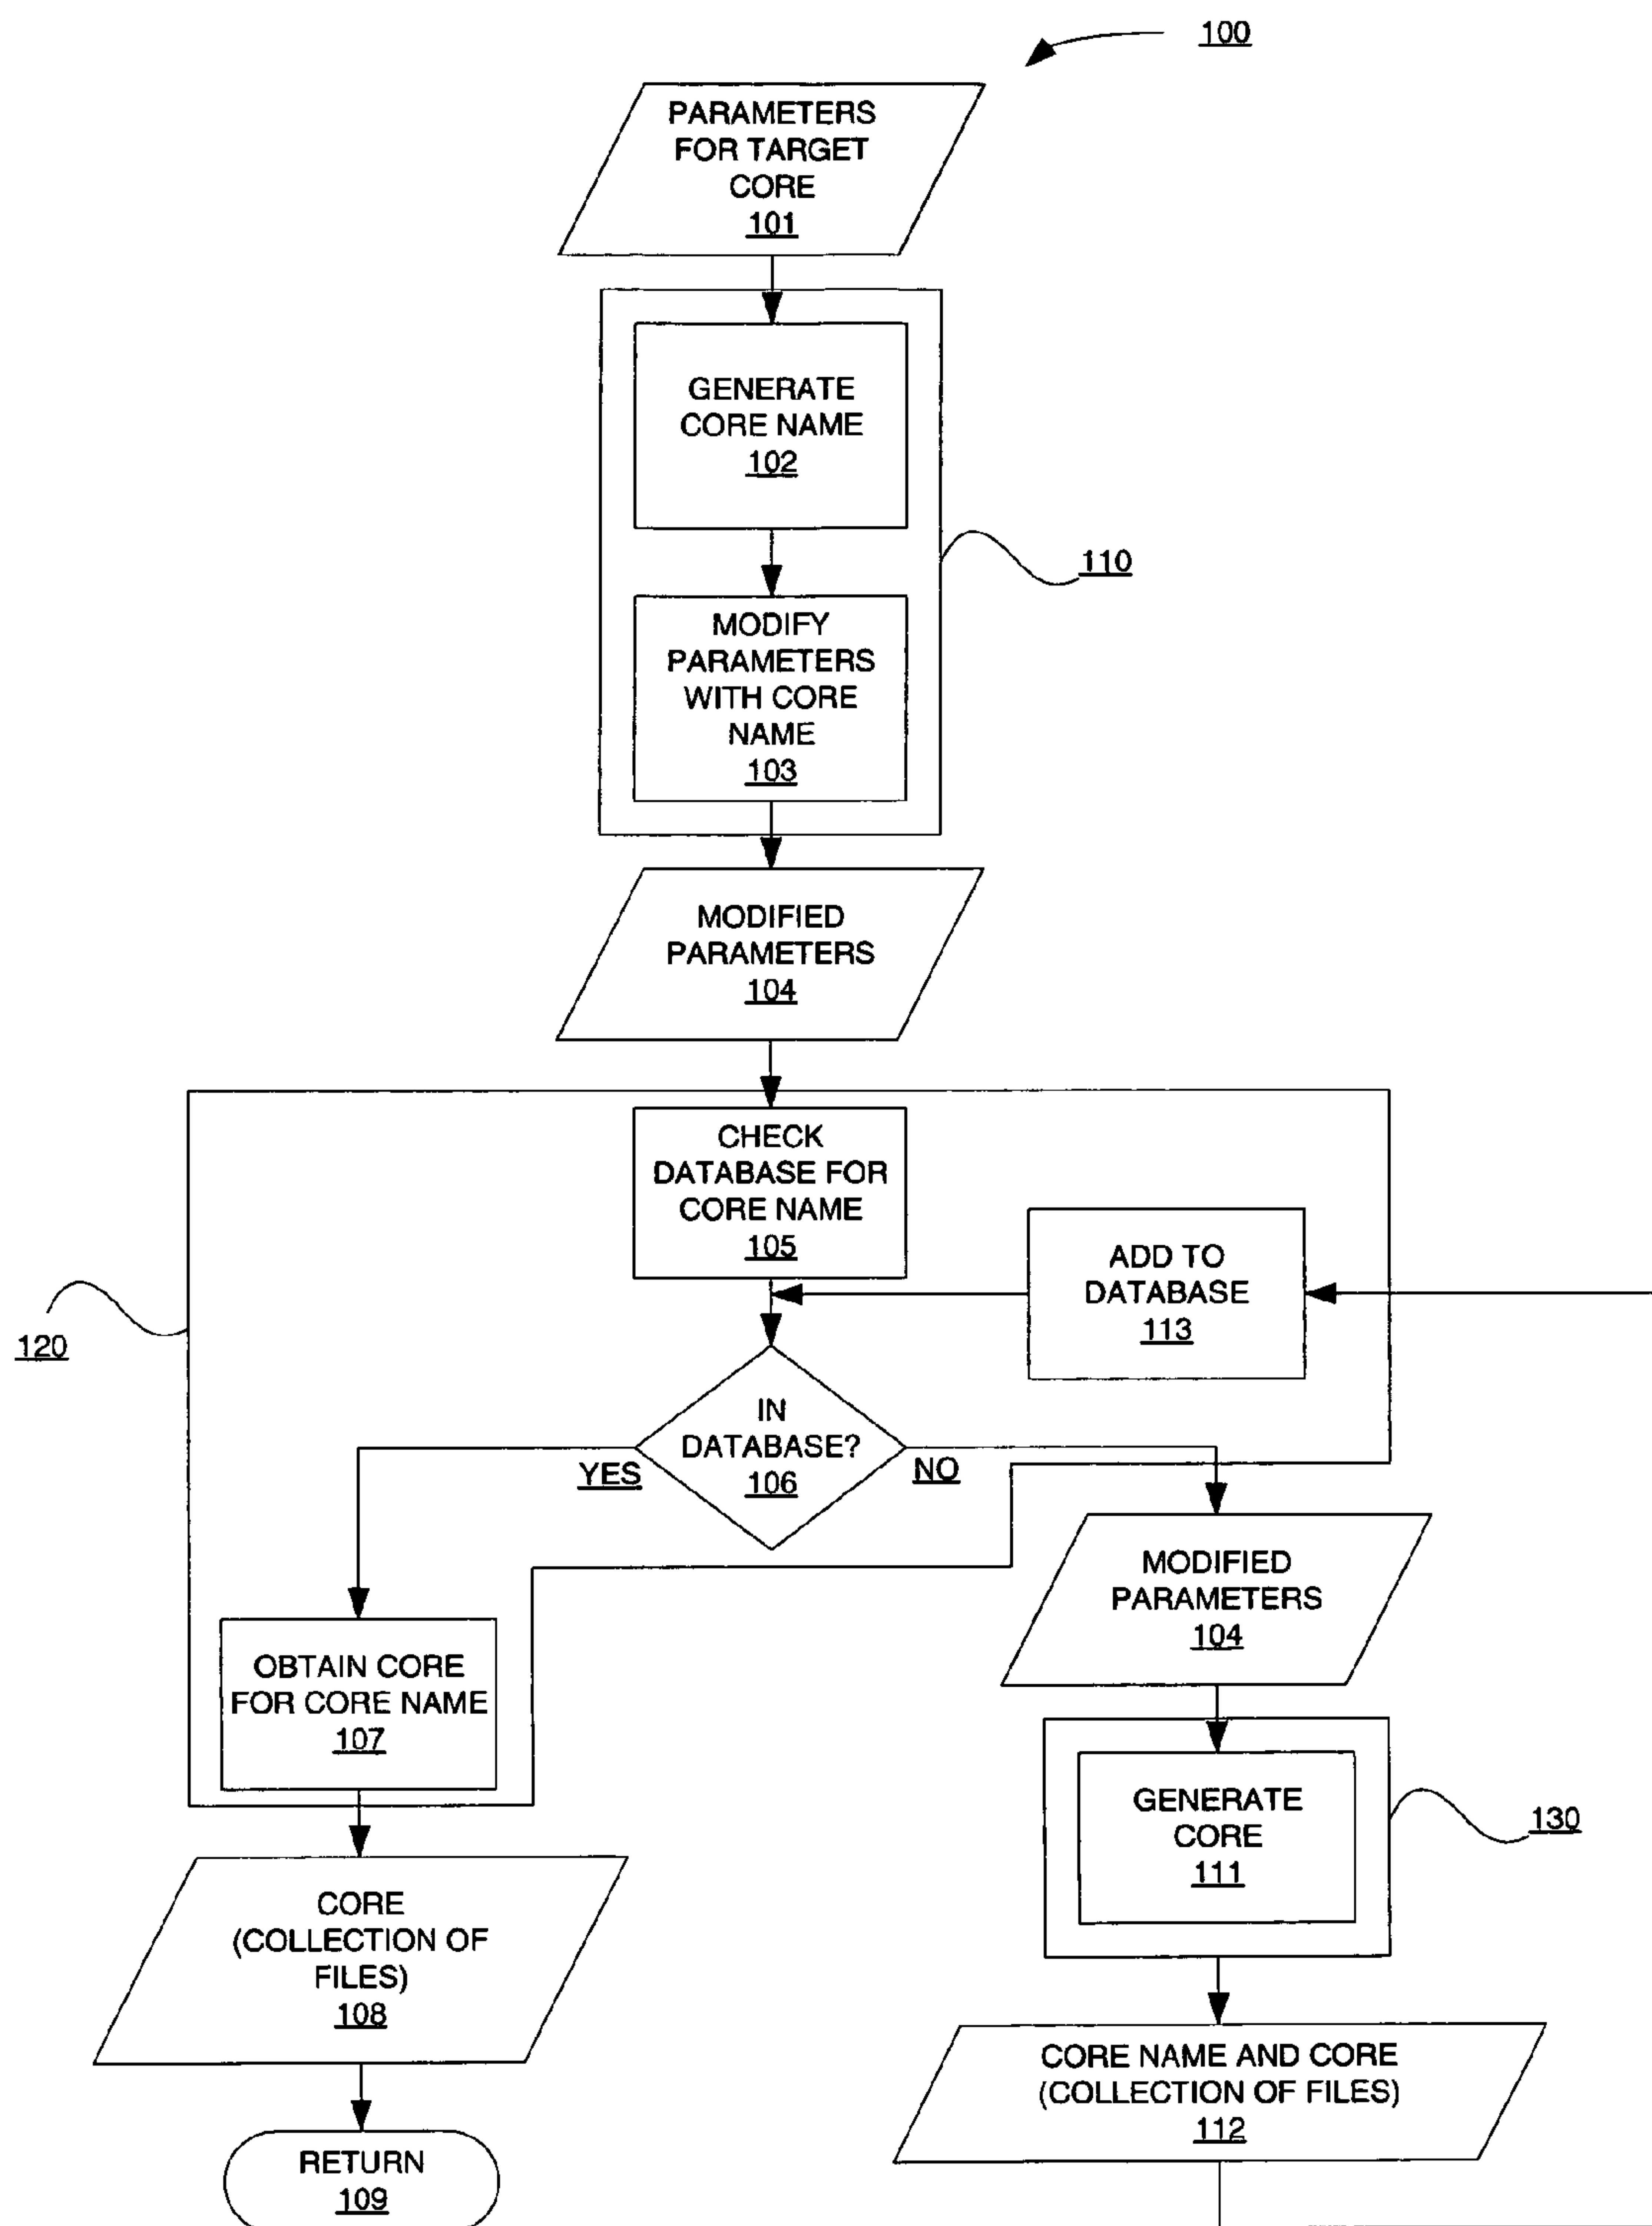 100
PARAMETERS
FOR TARGET
CORE
101
GENERATE
CORE NAME
102
110
MODIFY
PARAMETERS
WITH CORE
NAME
103
MODIFIED
PARAMETERS
104
CHECK
DATABASE FOR
CORE NAME
105
ADD TO
DATABASE
113
120
IN
DATABASE?
106
YES
NO
MODIFIED
PARAMETERS
104
OBTAIN CORE
FOR CORE NAME
107
GENERATE
CORE
111
130
CORE
(COLLECTION OF
FILES)
108
CORE NAME AND CORE
(COLLECTION OF FILES)
112
RETURN
109